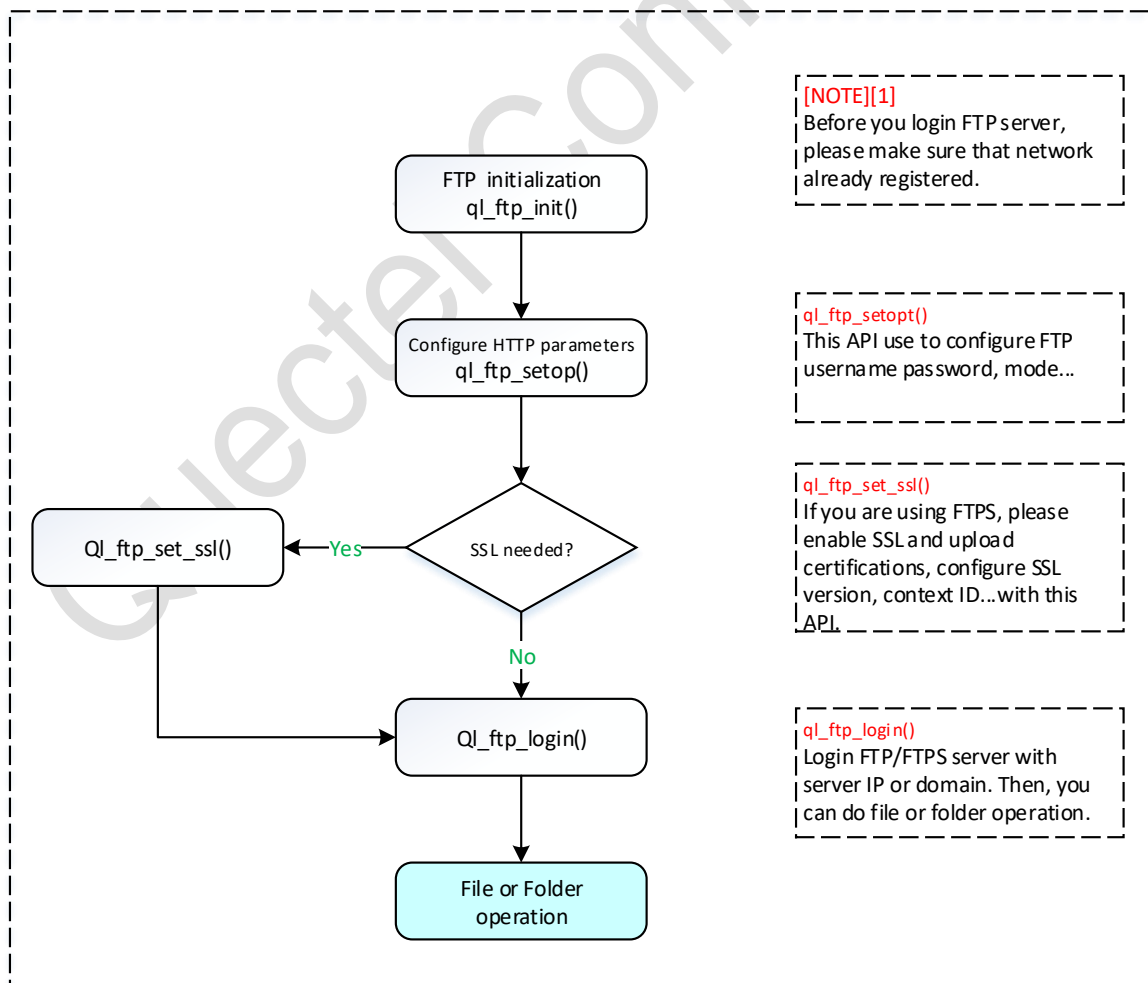 [NOTE][1]
Before you login FTP server,
please make sure that network
already registered.
FTP initialization
ql_ftp_init()
ql_ftp_setopt()
This API use to configure FTP
username password, mode...
Configure HTTP parameters
ql_ftp_setop()
ql_ftp_set_ssl()
If you are using FTPS, please
enable SSL and upload
certifications, configure SSL
version, context ID...with this
API.
SSL needed?
Yes
Ql_ftp_set_ssl()
No
Ql_ftp_login()
ql_ftp_login()
Login FTP/FTPS server with
server IP or domain. Then, you
can do file or folder operation.
File or Folder
operation
Quectel